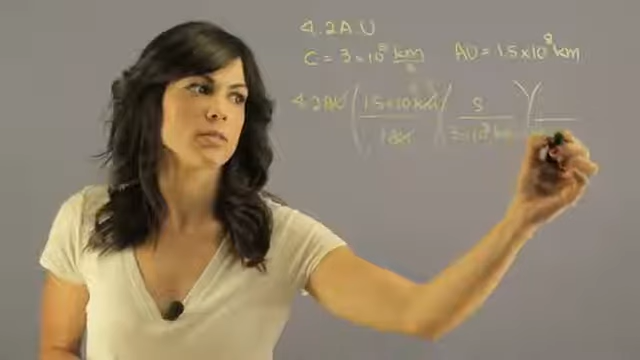 4.2 A.U
C = 3×10⁵ km/s AU = 1.5×10⁸ km
4.2AU (1.5×10⁸ km / 1AU) ( s / 3×10⁵ km ) (